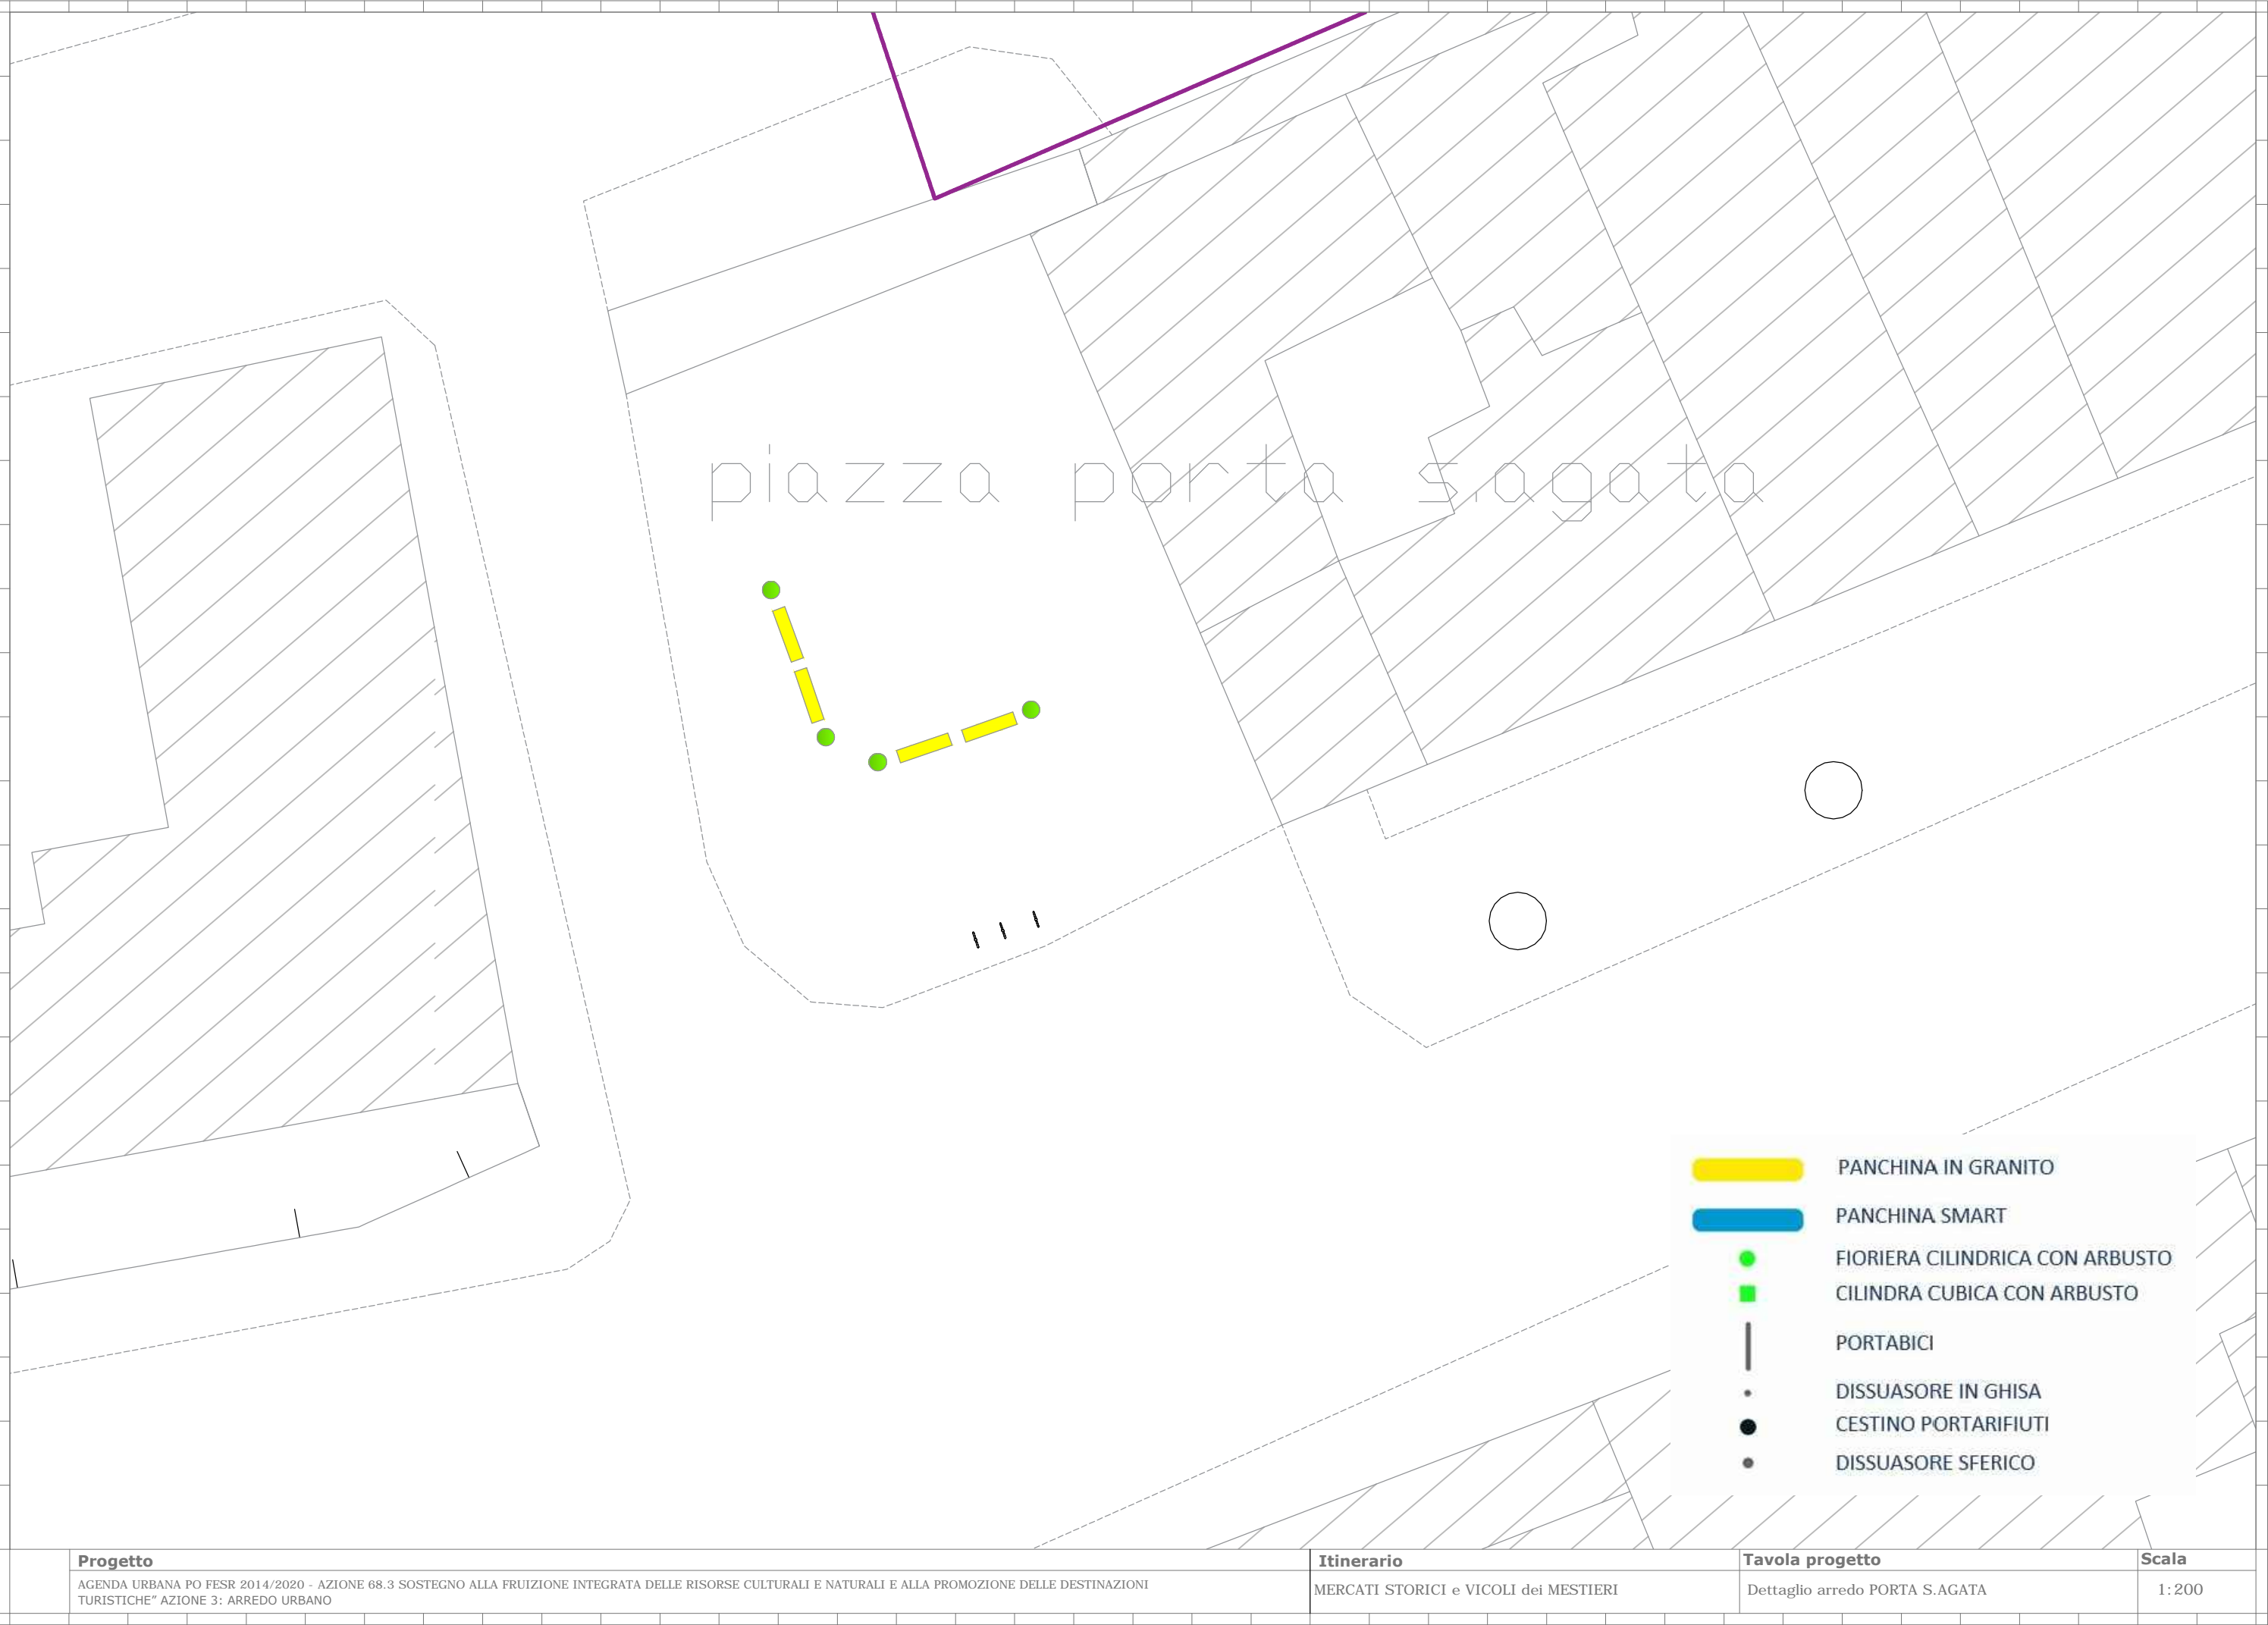 piazza porta s.agata
PANCHINA IN GRANITO
PANCHINA SMART
FIORIERA CILINDRICA CON ARBUSTO
CILINDRA CUBICA CON ARBUSTO
PORTABICI
DISSUASORE IN GHISA
CESTINO PORTARIFIUTI
DISSUASORE SFERICO
Progetto
AGENDA URBANA PO FESR 2014/2020 - AZIONE 68.3 SOSTEGNO ALLA FRUIZIONE INTEGRATA DELLE RISORSE CULTURALI E NATURALI E ALLA PROMOZIONE DELLE DESTINAZIONI
TURISTICHE" AZIONE 3: ARREDO URBANO
Itinerario
MERCATI STORICI e VICOLI dei MESTIERI
Tavola progetto
Dettaglio arredo PORTA S.AGATA
Scala
1:200